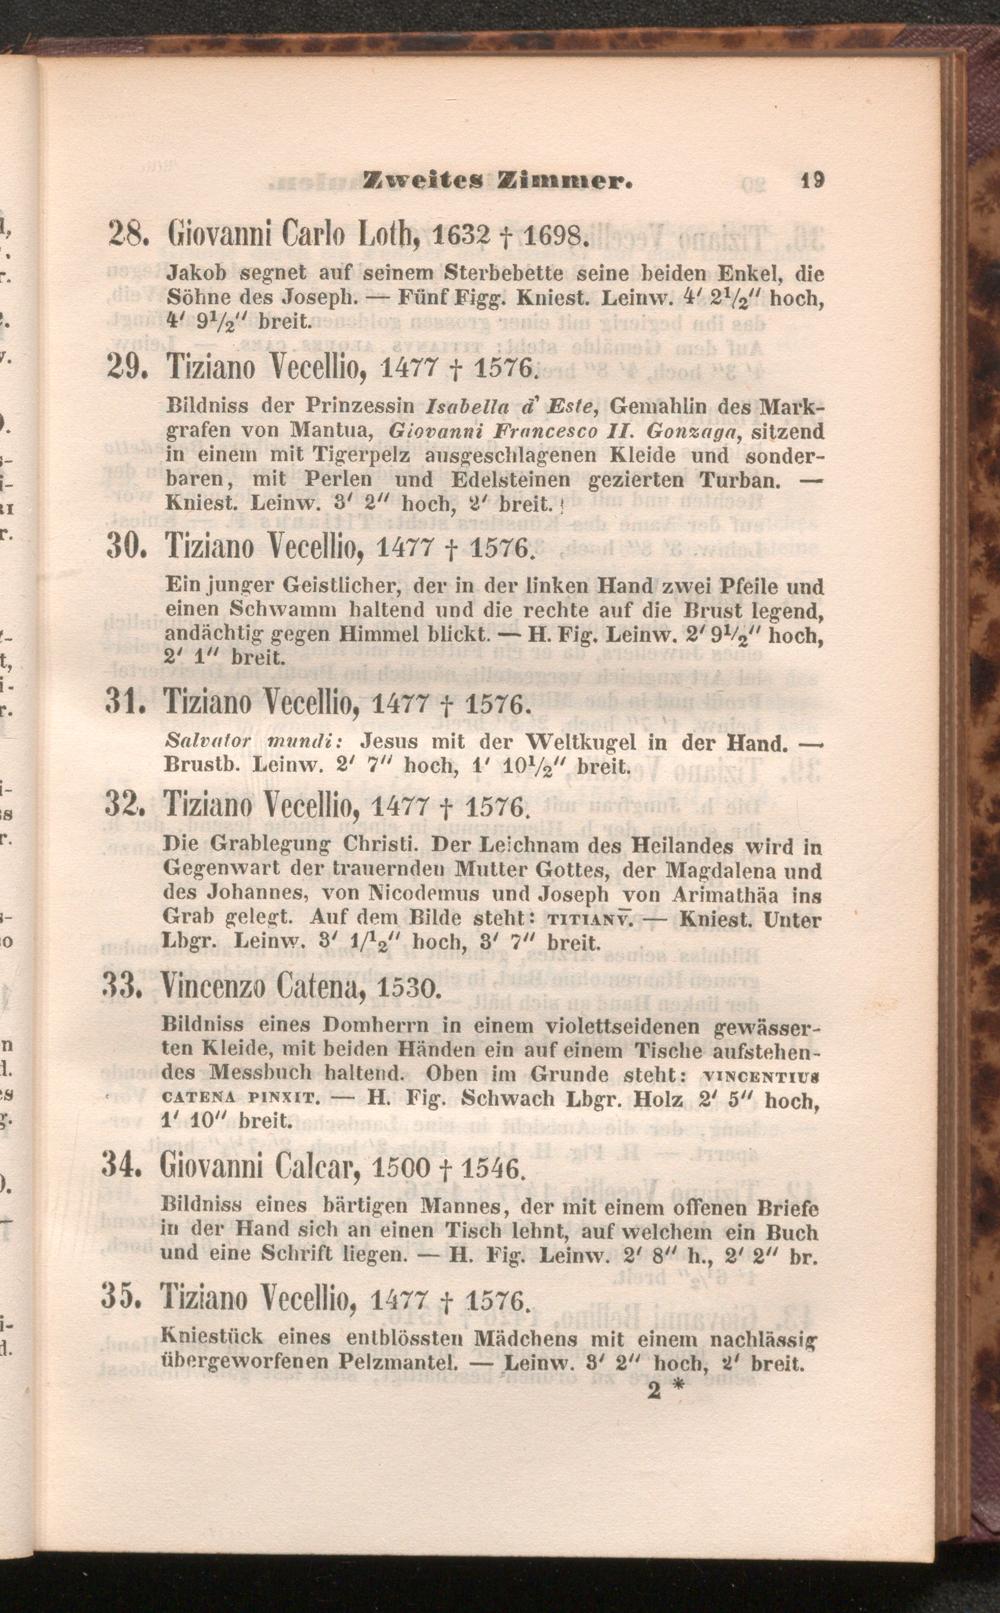 Zweites Zimmer. 19
28. Giovanni Carlo Loth, 1632 † 1698.
Jakob segnet auf seinem Sterbebette seine beiden Enkel, die
Söhne des Joseph. — Fünf Figg. Kniest. Leinw. 4′ 2½″ hoch,
4′ 9½″ breit.
29. Tiziano Vecellio, 1477 † 1576.
Bildniss der Prinzessin Isabella d' Este, Gemahlin des Mark-
grafen von Mantua, Giovanni Francesco II. Gonzaga, sitzend
in einem mit Tigerpelz ausgeschlagenen Kleide und sonder-
baren, mit Perlen und Edelsteinen gezierten Turban. —
Kniest. Leinw. 3′ 2″ hoch, 2′ breit.
30. Tiziano Vecellio, 1477 † 1576.
Ein junger Geistlicher, der in der linken Hand zwei Pfeile und
einen Schwamm haltend und die rechte auf die Brust legend,
andächtig gegen Himmel blickt. — H. Fig. Leinw. 2′ 9½″ hoch,
2′ 1″ breit.
31. Tiziano Vecellio, 1477 † 1576.
Salvator mundi: Jesus mit der Weltkugel in der Hand. —
Brustb. Leinw. 2′ 7″ hoch, 1′ 10½″ breit.
32. Tiziano Vecellio, 1477 † 1576.
Die Grablegung Christi. Der Leichnam des Heilandes wird in
Gegenwart der trauernden Mutter Gottes, der Magdalena und
des Johannes, von Nicodemus und Joseph von Arimathäa ins
Grab gelegt. Auf dem Bilde steht: TITIANV̅. — Kniest. Unter
Lbgr. Leinw. 3′ 1/12″ hoch, 3′ 7″ breit.
33. Vincenzo Catena, 1530.
Bildniss eines Domherrn in einem violettseidenen gewässer-
ten Kleide, mit beiden Händen ein auf einem Tische aufstehen-
des Messbuch haltend. Oben im Grunde steht: VINCENTIUS
CATENA PINXIT. — H. Fig. Schwach Lbgr. Holz 2′ 5″ hoch,
1′ 10″ breit.
34. Giovanni Calcar, 1500 † 1546.
Bildniss eines bärtigen Mannes, der mit einem offenen Briefe
in der Hand sich an einen Tisch lehnt, auf welchem ein Buch
und eine Schrift liegen. — H. Fig. Leinw. 2′ 8″ h., 2′ 2″ br.
35. Tiziano Vecellio, 1477 † 1576.
Kniestück eines entblössten Mädchens mit einem nachlässig
übergeworfenen Pelzmantel. — Leinw. 3′ 2″ hoch, 2′ breit.
2 *